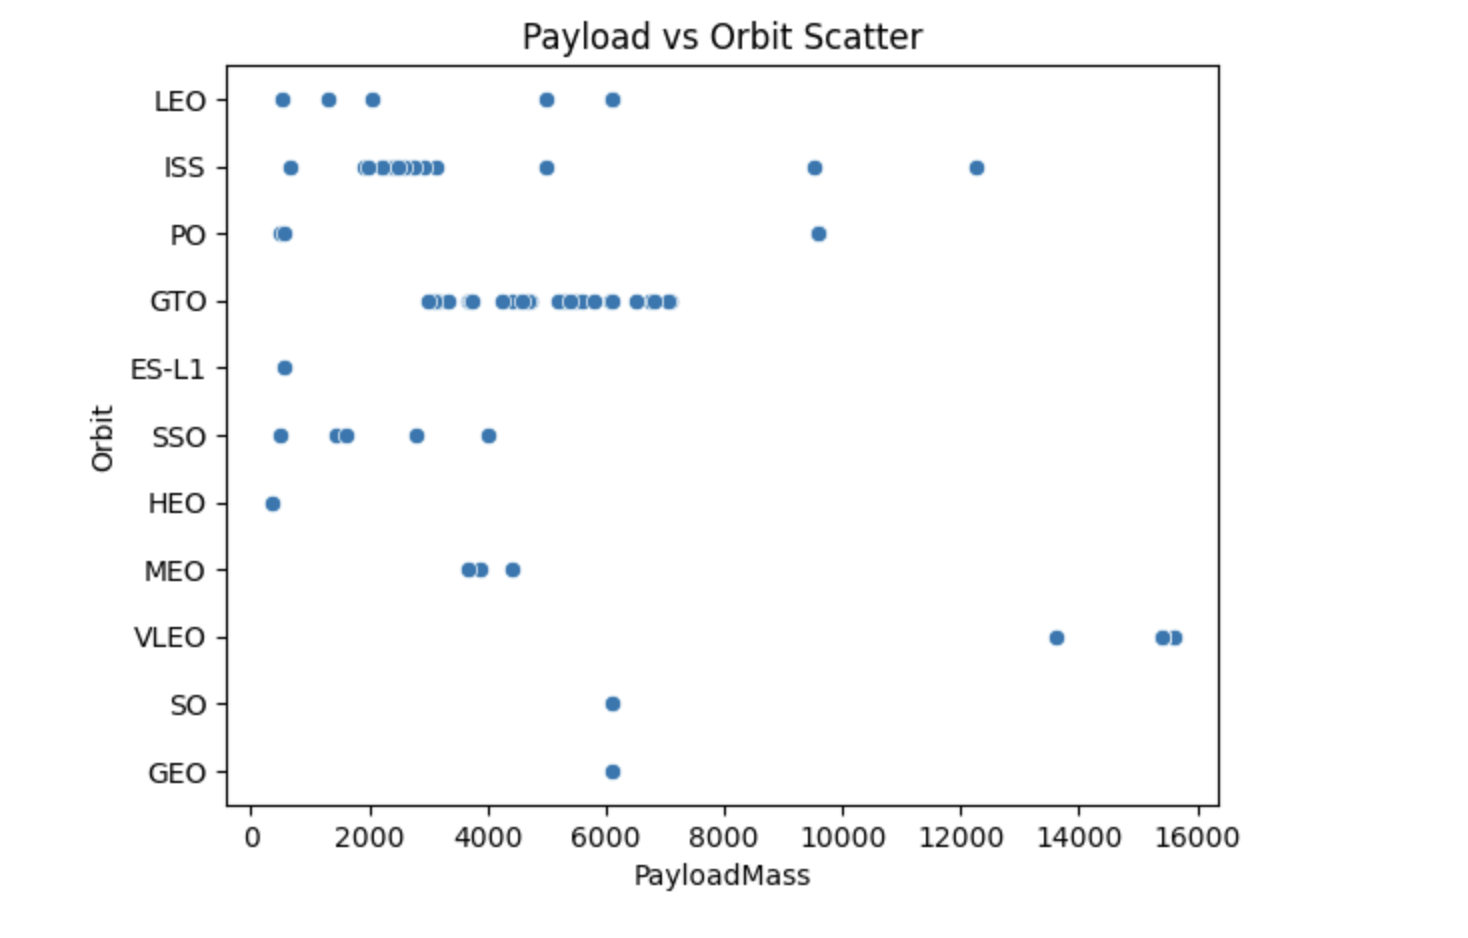 Payload vs Orbit Scatter
LEO
ISS
PO
GTO
ES-L1
SSO
HEO
MEO
VLEO
SO
GEO
Orbit
0 2000 4000 6000 8000 10000 12000 14000 16000
PayloadMass